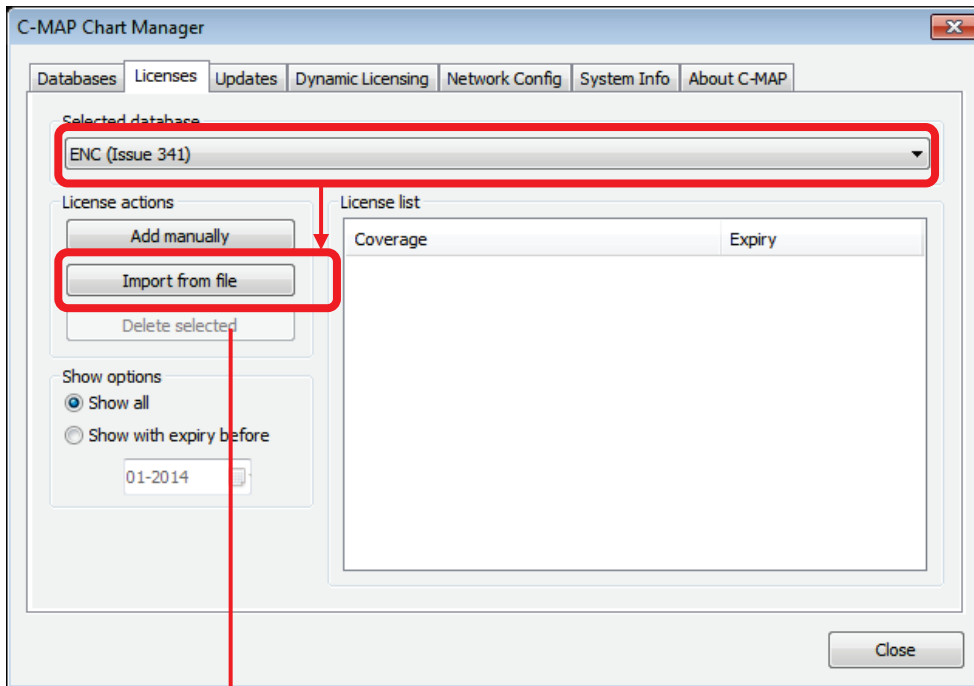 C-MAP Chart Manager
Databases Licenses Updates Dynamic Licensing Network Config System Info About C-MAP
Selected database
ENC (Issue 341)
License actions
Add manually
Import from file
Delete selected
License list
Coverage Expiry
Show options
Show all
Show with expiry before
01-2014
Close